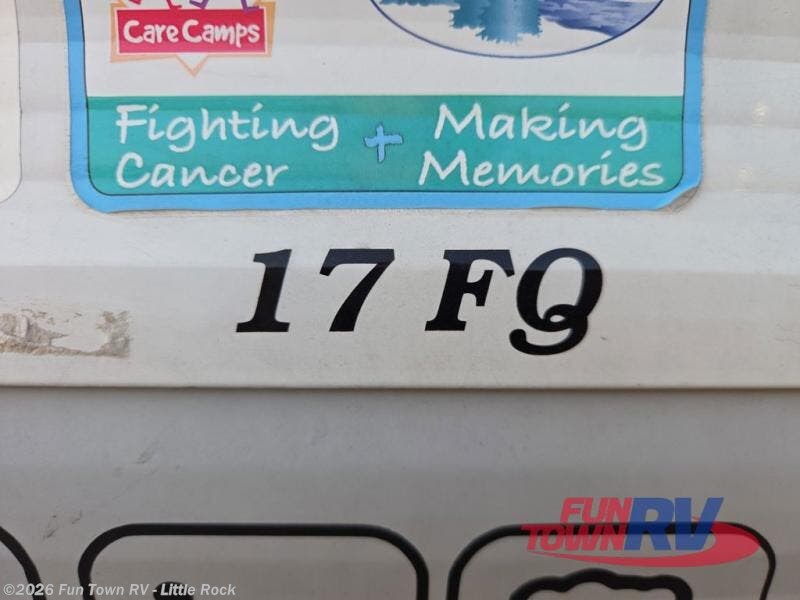 Care Camps
Fighting Cancer + Making Memories
17 FQ
FUN TOWN RV
©2026 Fun Town RV - Little Rock